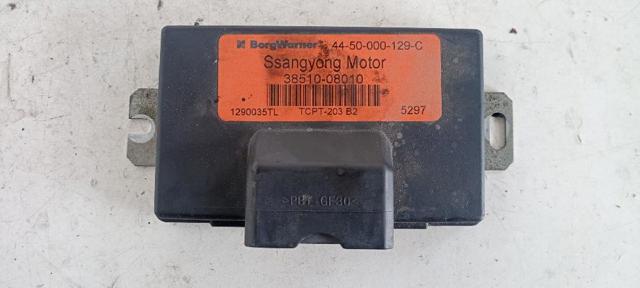 BorgWarner 44-50-000-129-C
Ssangyong Motor
38510-08010
1290035TL TCPT-203 B2 5297
>PBT GF30<